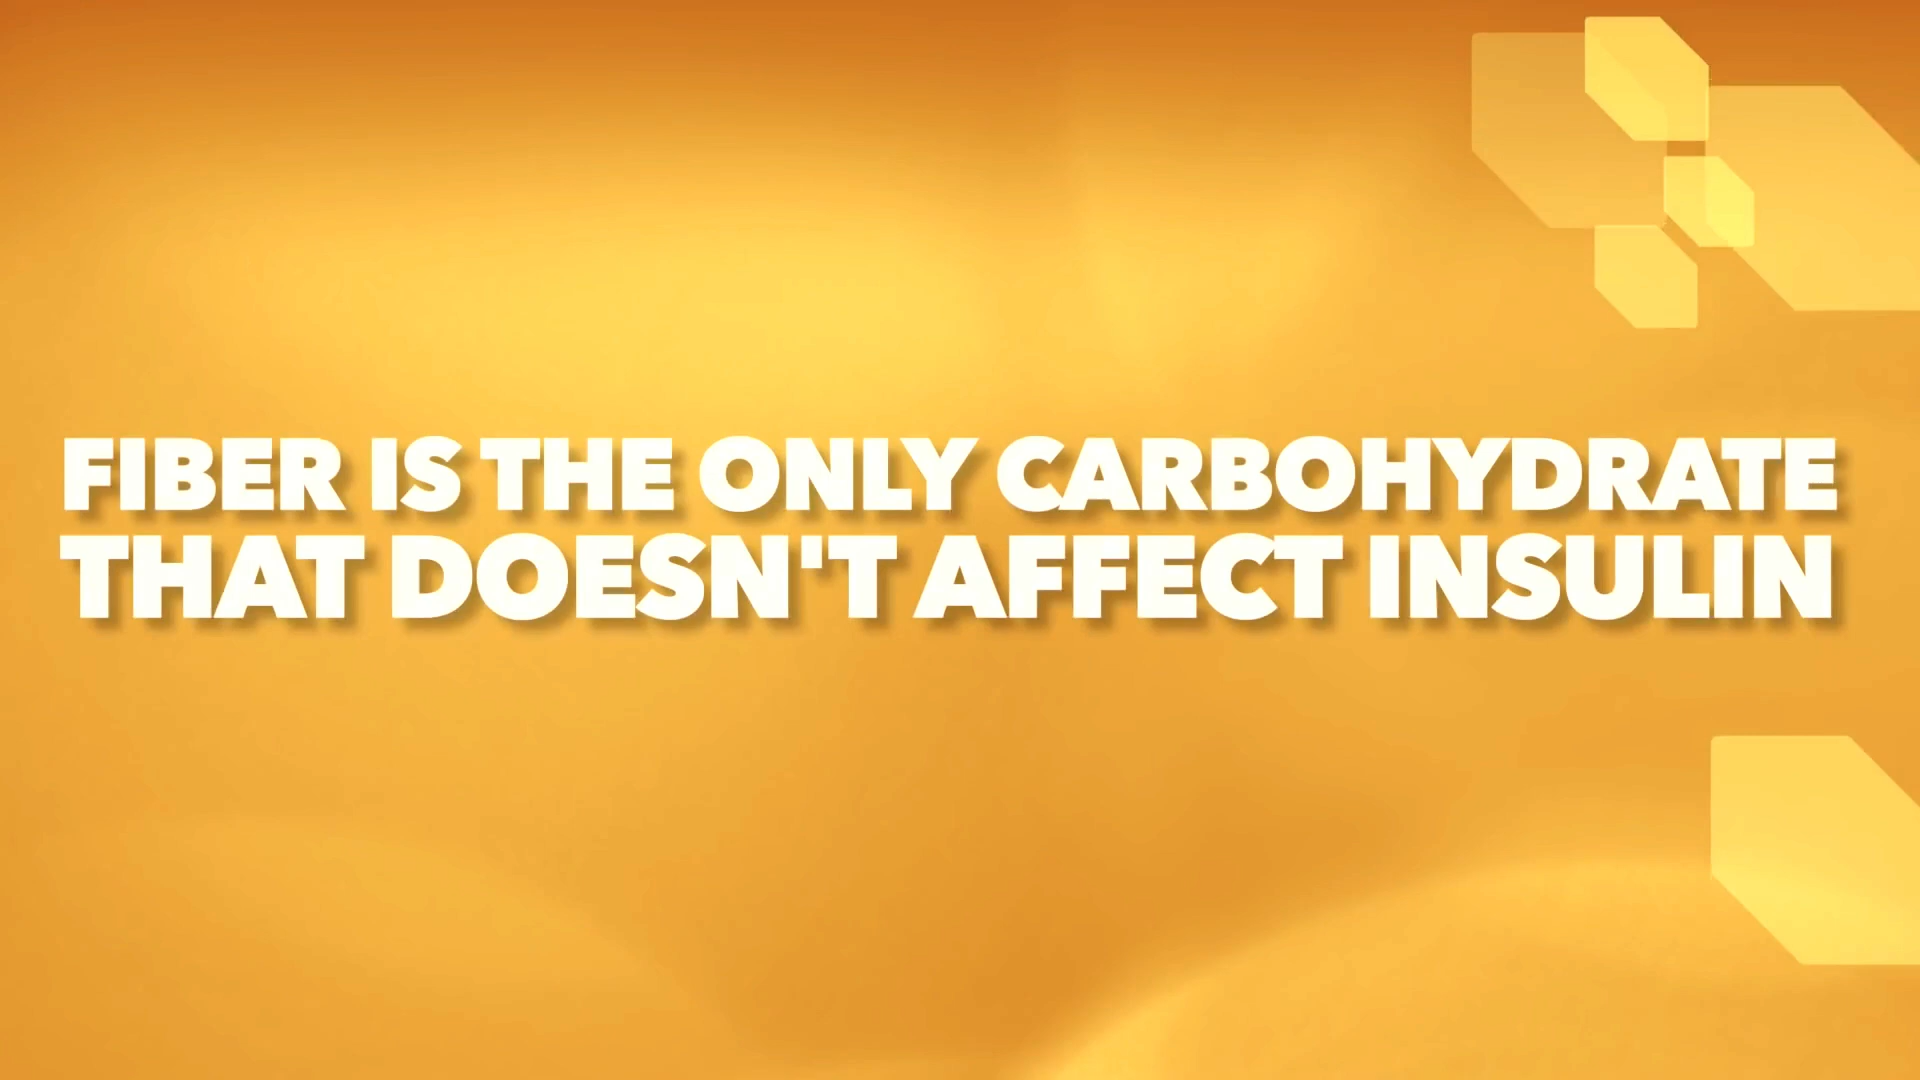 FIBER IS THE ONLY CARBOHYDRATE
THAT DOESN'T AFFECT INSULIN